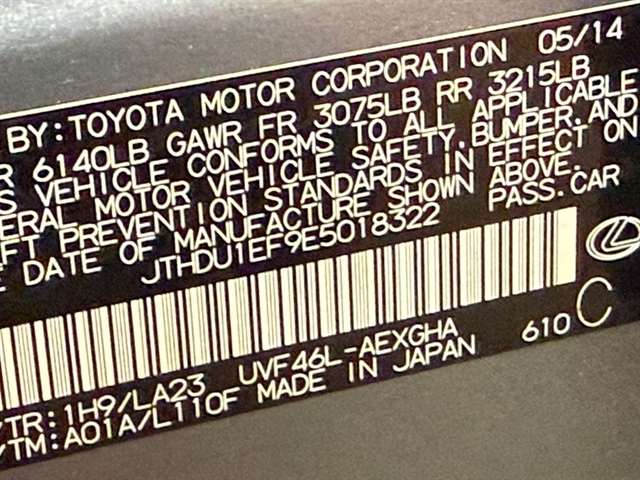 BY:TOYOTA MOTOR CORPORATION 05/14
R 6140LB GAWR FR 3075LB RR 3215LB
S VEHICLE CONFORMS TO ALL APPLICABLE
ERAL MOTOR VEHICLE SAFETY,BUMPER,AND
FT PREVENTION STANDARDS IN EFFECT ON
E DATE OF MANUFACTURE SHOWN ABOVE.
JTHDU1EF9E5018322 PASS.CAR
C
UVF46L-AEXGHA 610
/TR:1H9/LA23
/TM:A01A/L110F MADE IN JAPAN